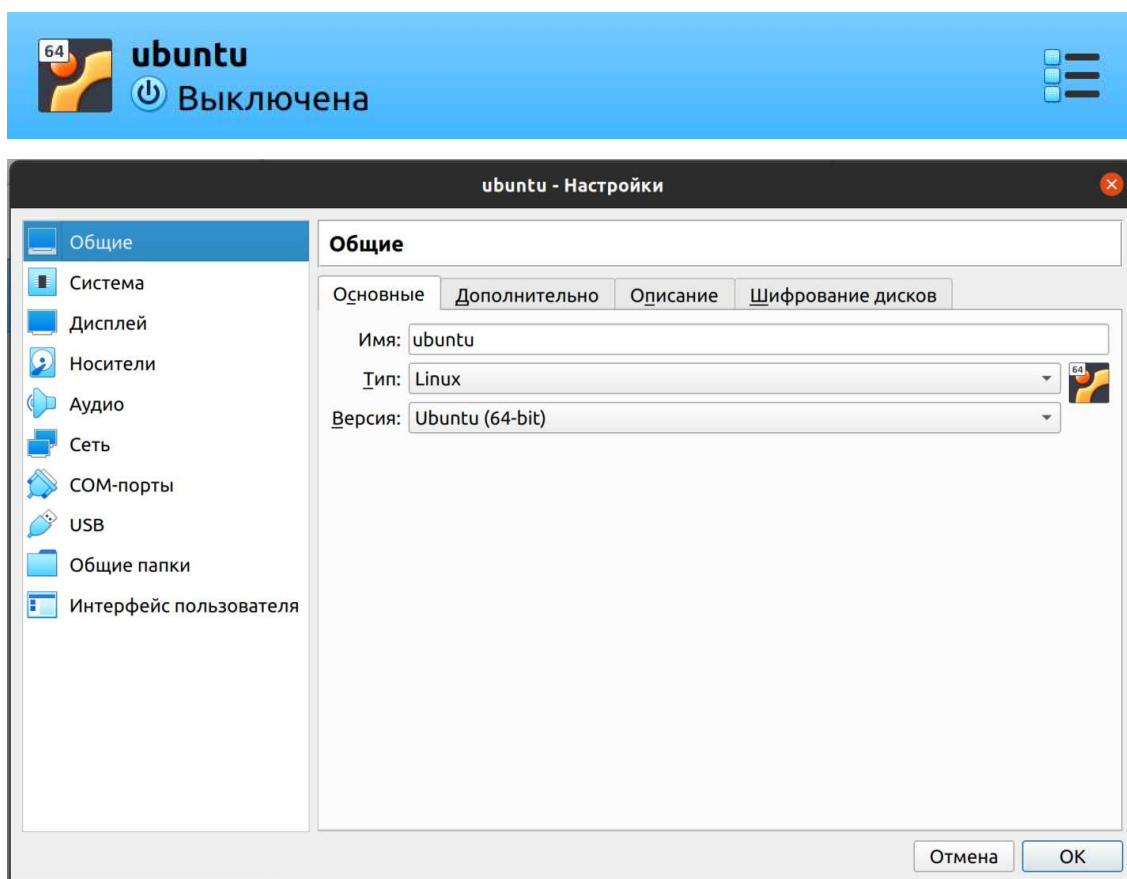 64
ubuntu
Выключена
ubuntu - Настройки
Общие
Система
Дисплей
Носители
Аудио
Сеть
COM-порты
USB
Общие папки
Интерфейс пользователя
Общие
Основные Дополнительно Описание Шифрование дисков
Имя: ubuntu
Тип: Linux
64
Версия: Ubuntu (64-bit)
Отмена OK